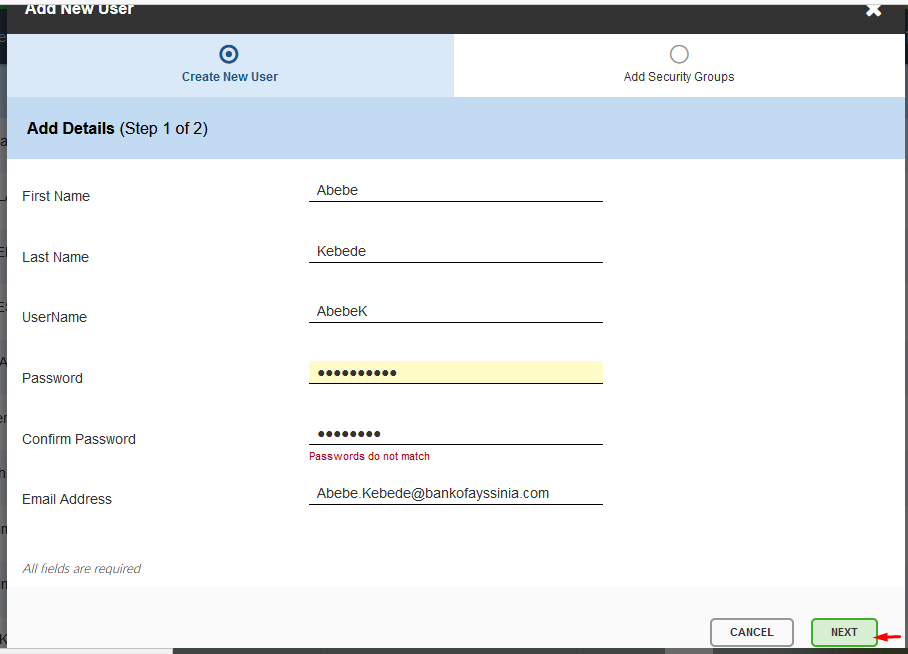 Add New User
Create New User
Add Security Groups
Add Details (Step 1 of 2)
First Name
Abebe
Last Name
Kebede
UserName
AbebeK
Password
••••••••••
Confirm Password
••••••••
Passwords do not match
Email Address
Abebe.Kebede@bankofayssinia.com
All fields are required
CANCEL
NEXT